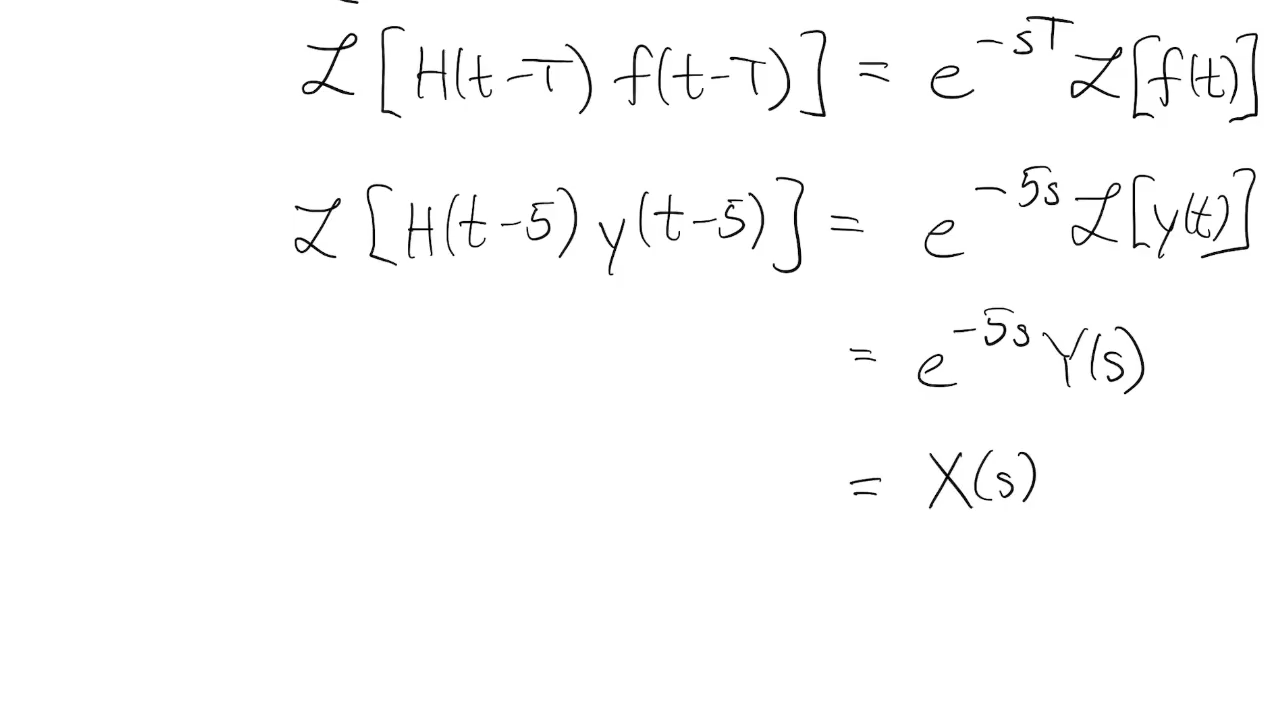 ℒ[H(t-T) f(t-T)] = e^{-sT} ℒ[f(t)]
ℒ[H(t-5) y(t-5)] = e^{-5s} ℒ[y(t)]
= e^{-5s} Y(s)
= X(s)